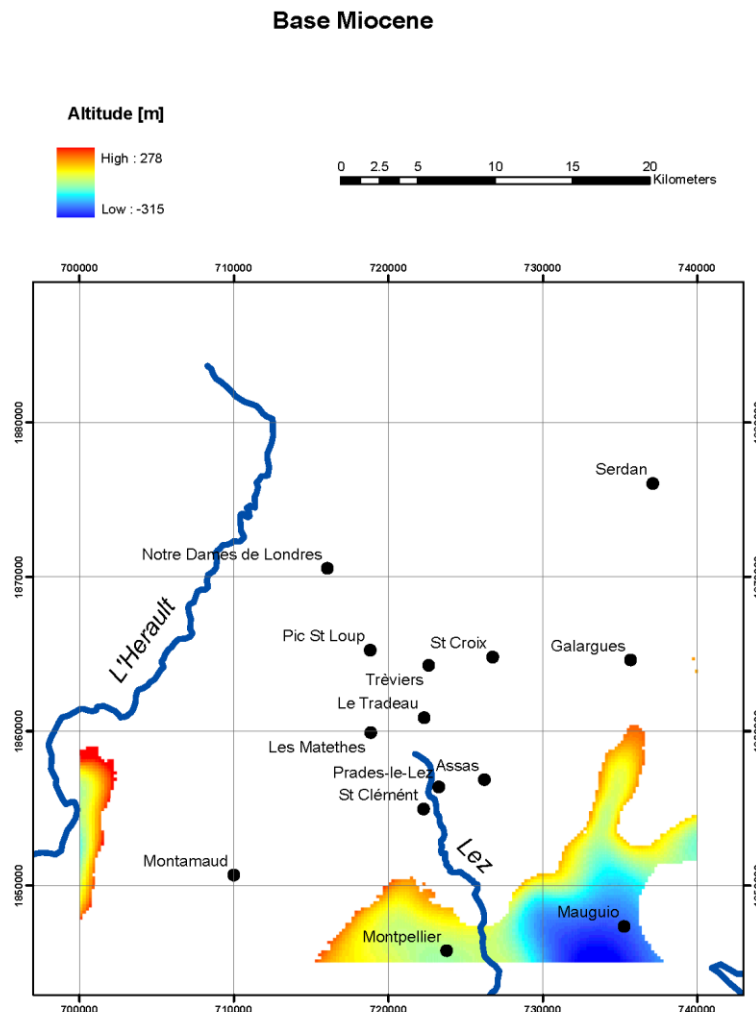 Base Miocene
Altitude [m]
High : 278
Low : -315
0 2.5 5 10 15 20
Kilometers
700000 710000 720000 730000 740000
1880000
Serdan
Notre Dames de Londres
1870000
L'Herault
Pic St Loup
St Croix
Galargues
Trèviers
Le Tradeau
1860000
Les Matethes
Prades-le-Lez
Assas
St Clémént
Lez
Montamaud
1850000
Mauguio
Montpellier
700000 710000 720000 730000 740000